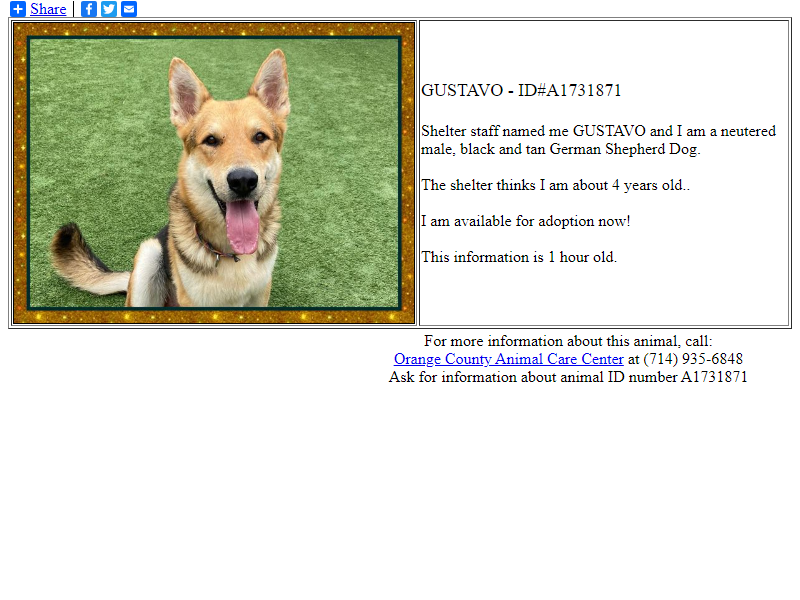 Share |
GUSTAVO - ID#A1731871
Shelter staff named me GUSTAVO and I am a neutered
male, black and tan German Shepherd Dog.
The shelter thinks I am about 4 years old..
I am available for adoption now!
This information is 1 hour old.
For more information about this animal, call:
Orange County Animal Care Center at (714) 935-6848
Ask for information about animal ID number A1731871